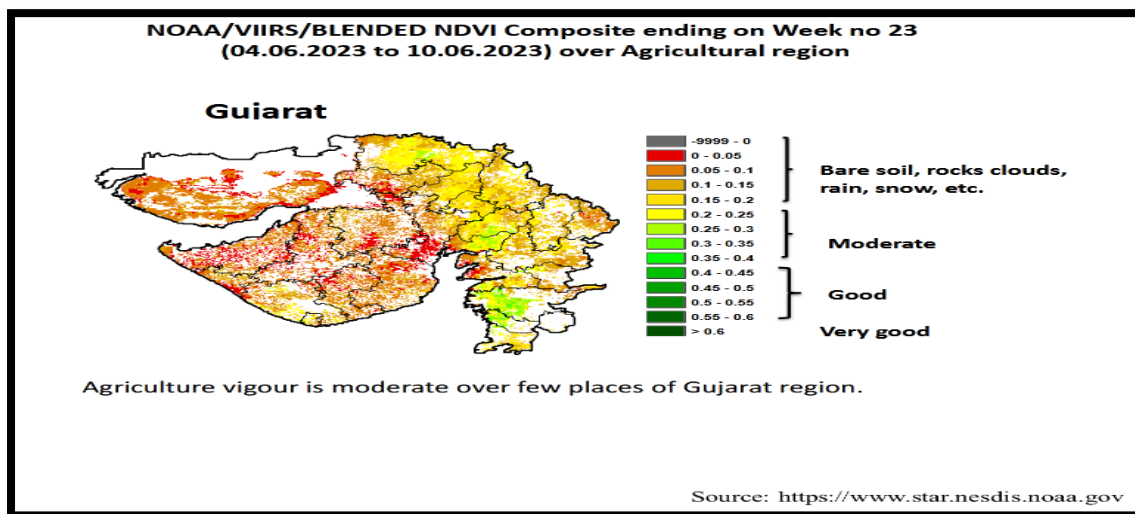 NOAA/VIIRS/BLENDED NDVI Composite ending on Week no 23
(04.06.2023 to 10.06.2023) over Agricultural region
Gujarat
-9999 - 0
0 - 0.05
0.05 - 0.1
0.1 - 0.15
0.15 - 0.2
0.2 - 0.25
0.25 - 0.3
0.3 - 0.35
0.35 - 0.4
0.4 - 0.45
0.45 - 0.5
0.5 - 0.55
0.55 - 0.6
> 0.6
Bare soil, rocks clouds,
rain, snow, etc.
Moderate
Good
Very good
Agriculture vigour is moderate over few places of Gujarat region.
Source: https://www.star.nesdis.noaa.gov